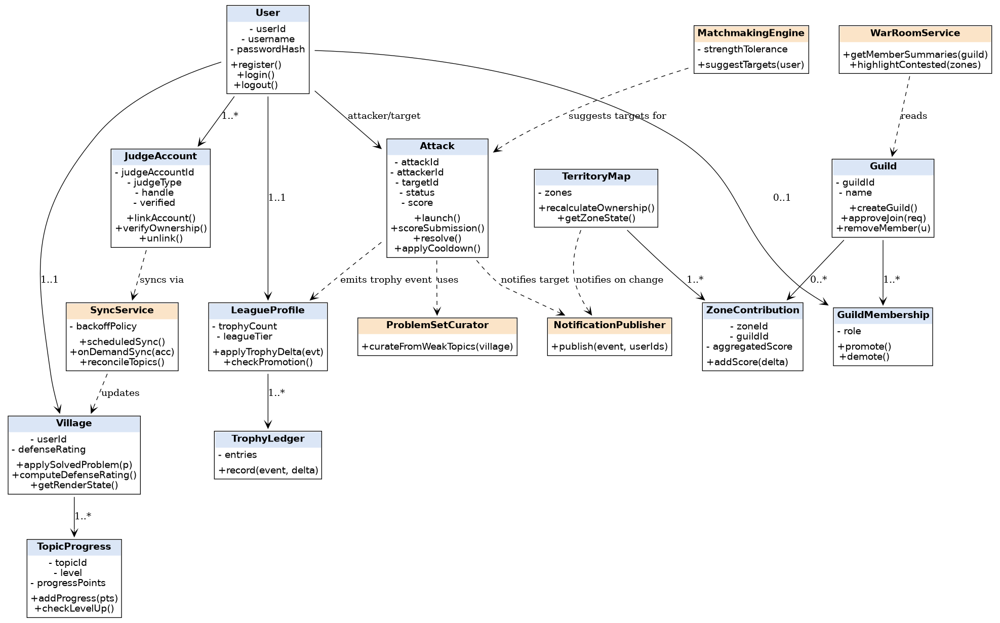 User
- userId
- username
- passwordHash
+register()
+login()
+logout()
MatchmakingEngine
- strengthTolerance
+suggestTargets(user)
WarRoomService
+getMemberSummaries(guild)
+highlightContested(zones)
1..*
attacker/target
suggests targets for
reads
JudgeAccount
- judgeAccountId
- judgeType
- handle
- verified
+linkAccount()
+verifyOwnership()
+unlink()
1..1
Attack
- attackId
- attackerId
- targetId
- status
- score
+launch()
+scoreSubmission()
+resolve()
+applyCooldown()
TerritoryMap
- zones
+recalculateOwnership()
+getZoneState()
0..1
Guild
- guildId
- name
+createGuild()
+approveJoin(req)
+removeMember(u)
1..1
syncs via
emits trophy event
uses
notifies target
notifies on change
1..*
0..*
1..*
SyncService
- backoffPolicy
+scheduledSync()
+onDemandSync(acc)
+reconcileTopics()
LeagueProfile
- trophyCount
- leagueTier
+applyTrophyDelta(evt)
+checkPromotion()
ProblemSetCurator
+curateFromWeakTopics(village)
NotificationPublisher
+publish(event, userIds)
ZoneContribution
- zoneId
- guildId
- aggregatedScore
+addScore(delta)
GuildMembership
- role
+promote()
+demote()
updates
1..*
Village
- userId
- defenseRating
+applySolvedProblem(p)
+computeDefenseRating()
+getRenderState()
TrophyLedger
- entries
+record(event, delta)
1..*
TopicProgress
- topicId
- level
- progressPoints
+addProgress(pts)
+checkLevelUp()